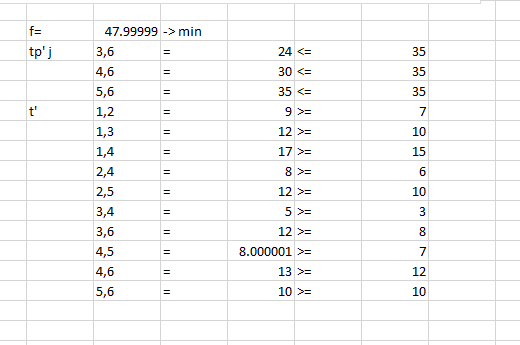 f= 47.99999 -> min
tp' j 3,6 = 24 <= 35
4,6 = 30 <= 35
5,6 = 35 <= 35
t' 1,2 = 9 >= 7
1,3 = 12 >= 10
1,4 = 17 >= 15
2,4 = 8 >= 6
2,5 = 12 >= 10
3,4 = 5 >= 3
3,6 = 12 >= 8
4,5 = 8.000001 >= 7
4,6 = 13 >= 12
5,6 = 10 >= 10